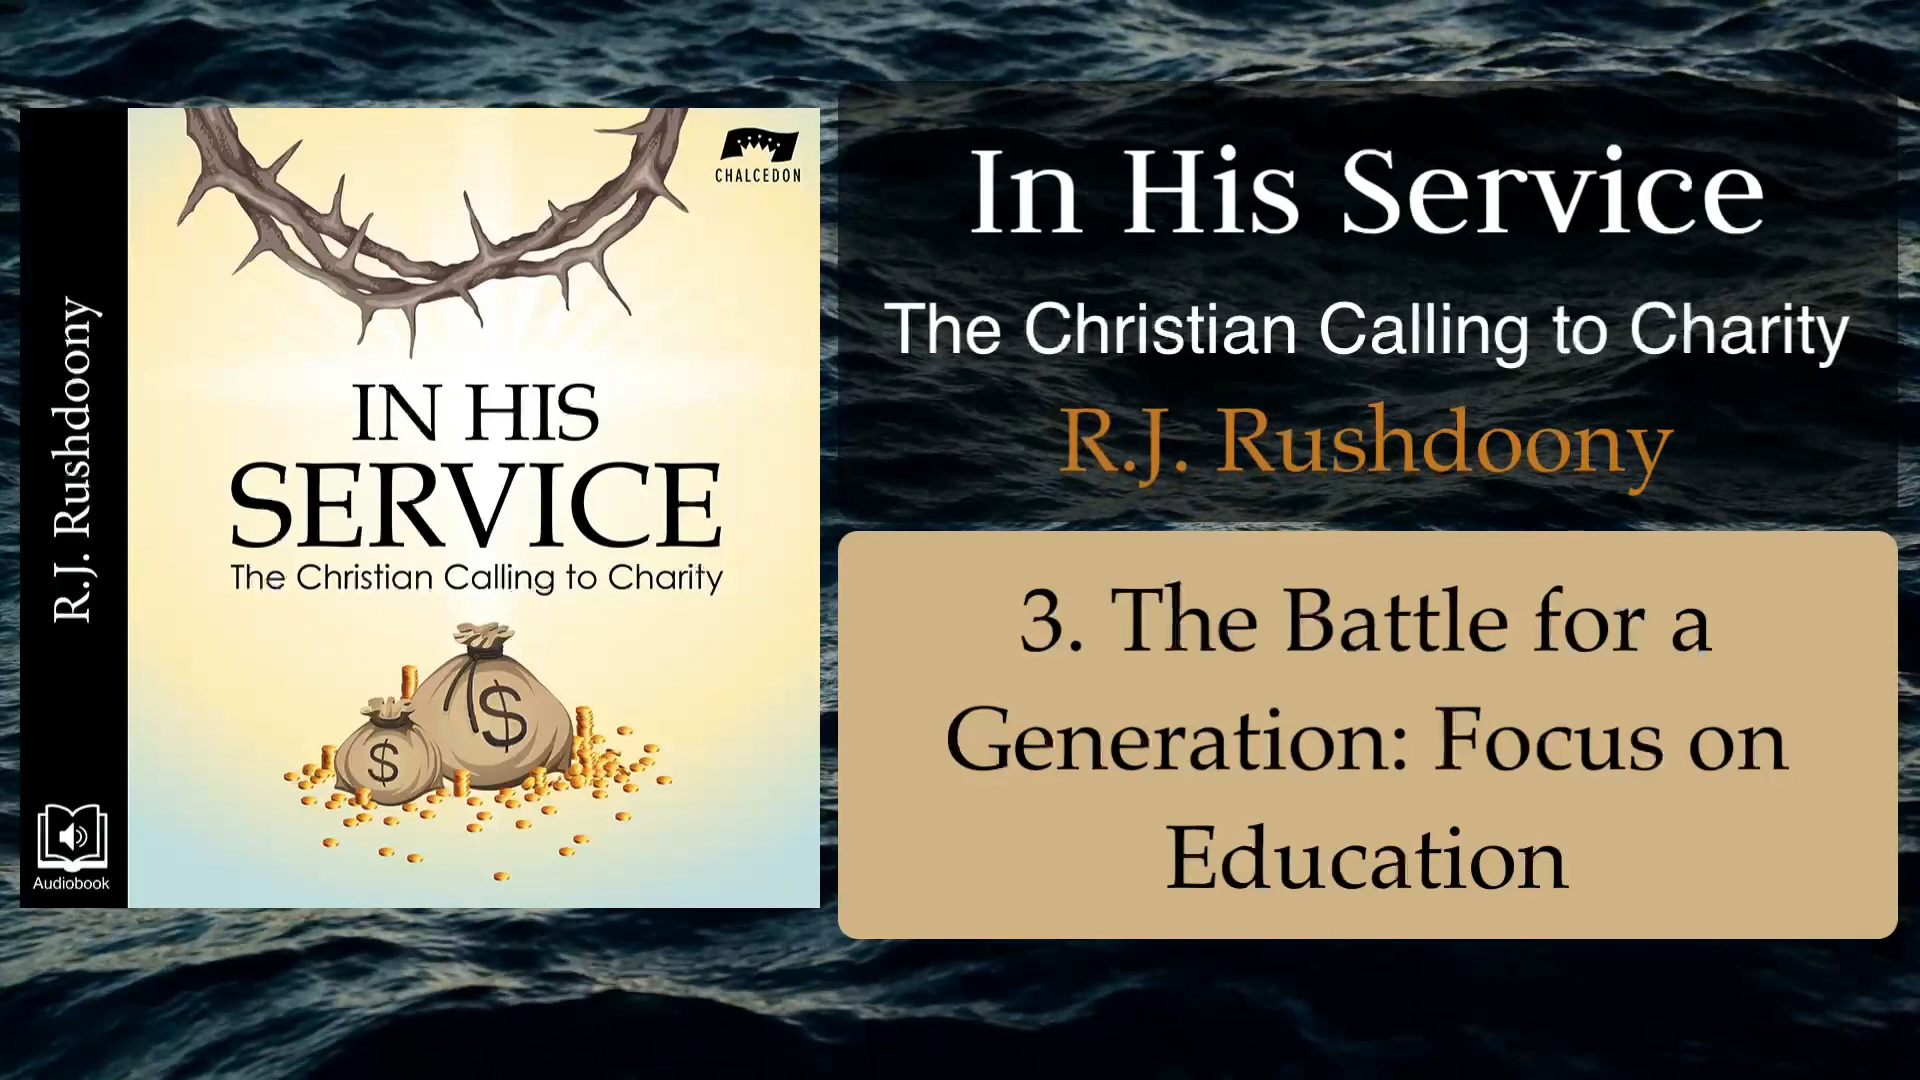 R.J. Rushdoony
Audiobook
CHALCEDON
IN HIS
SERVICE
The Christian Calling to Charity
$
$
In His Service
The Christian Calling to Charity
R.J. Rushdoony
3. The Battle for a
Generation: Focus on
Education